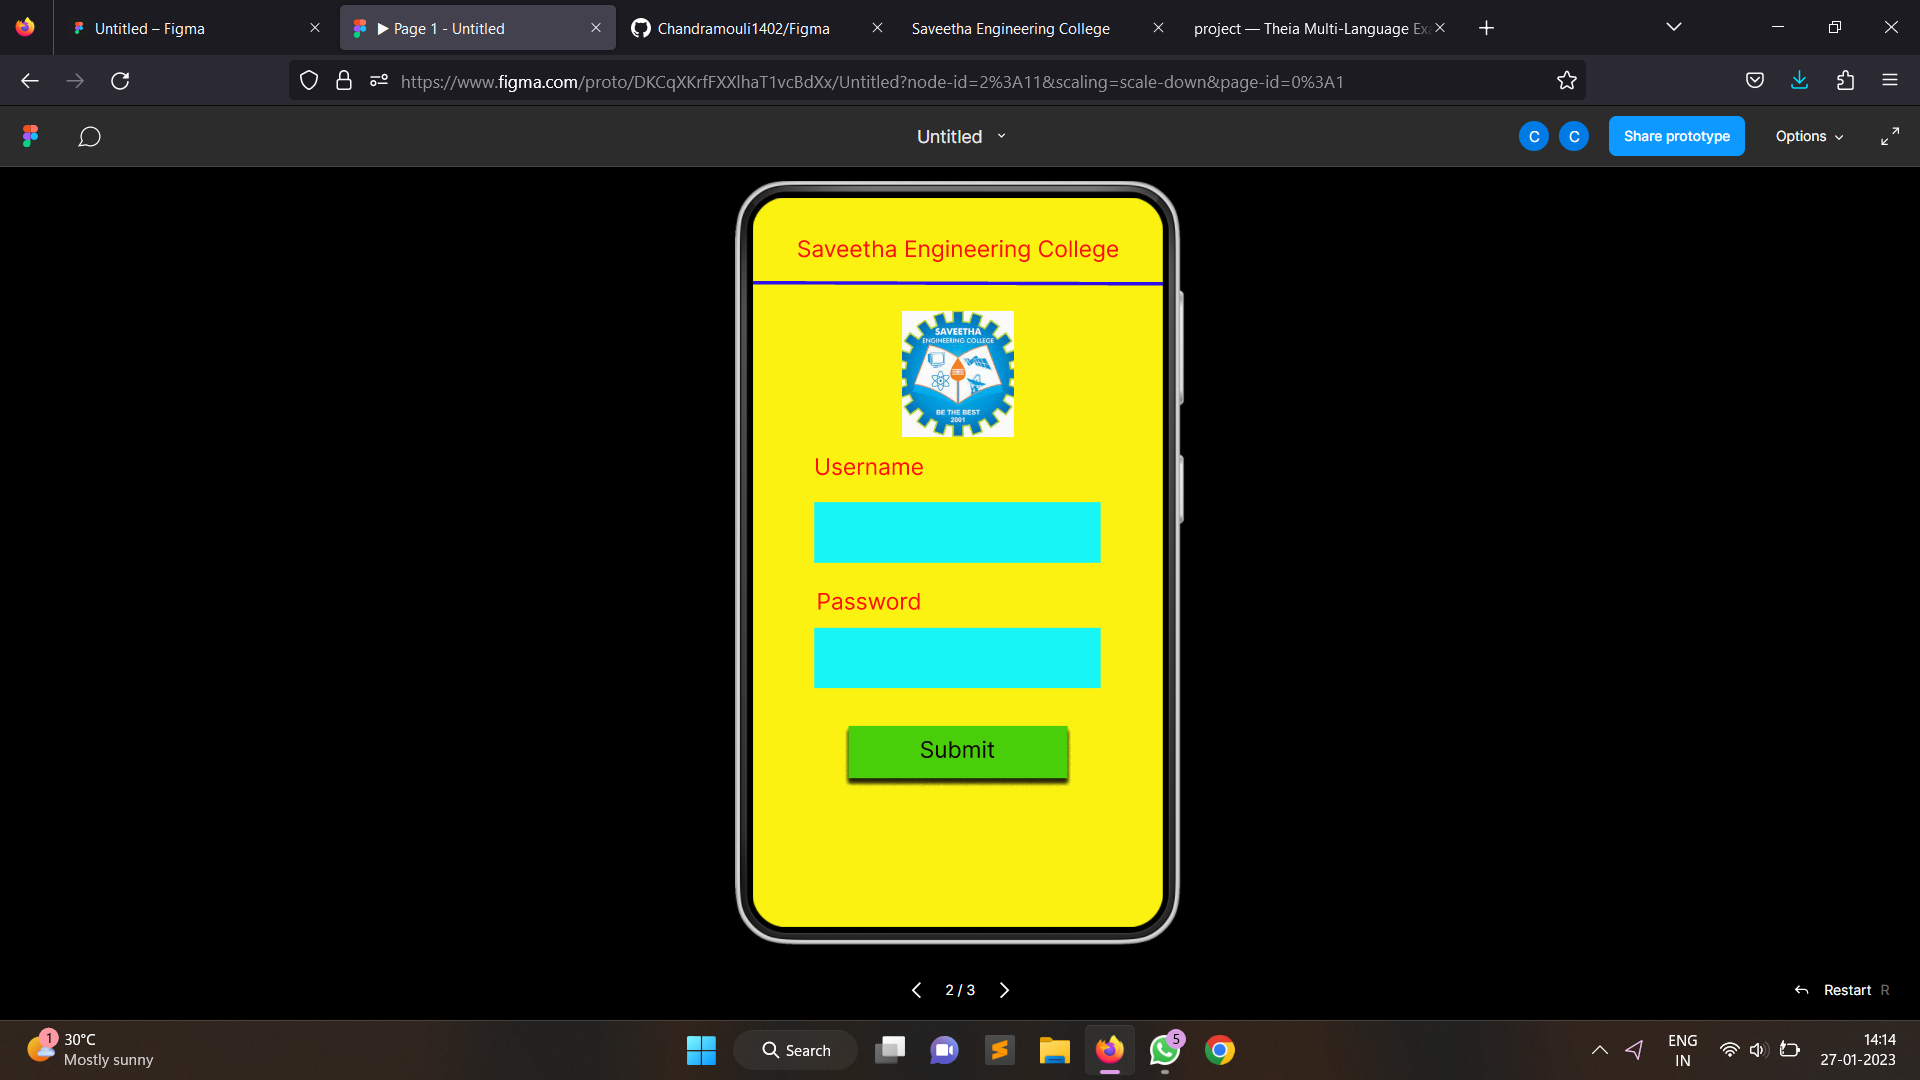 Untitled – Figma
▶ Page 1 - Untitled
Chandramouli1402/Figma
Saveetha Engineering College
project — Theia Multi-Language Exa
https://www.figma.com/proto/DKCqXKrfFXXlhaT1vcBdXx/Untitled?node-id=2%3A11&scaling=scale-down&page-id=0%3A1
Untitled
C
C
Share prototype
Options
Saveetha Engineering College
SAVEETHA
ENGINEERING COLLEGE
BE THE BEST
2001
Username
Password
Submit
2 / 3
Restart R
1
30°C
Mostly sunny
Search
5
ENG
IN
14:14
27-01-2023